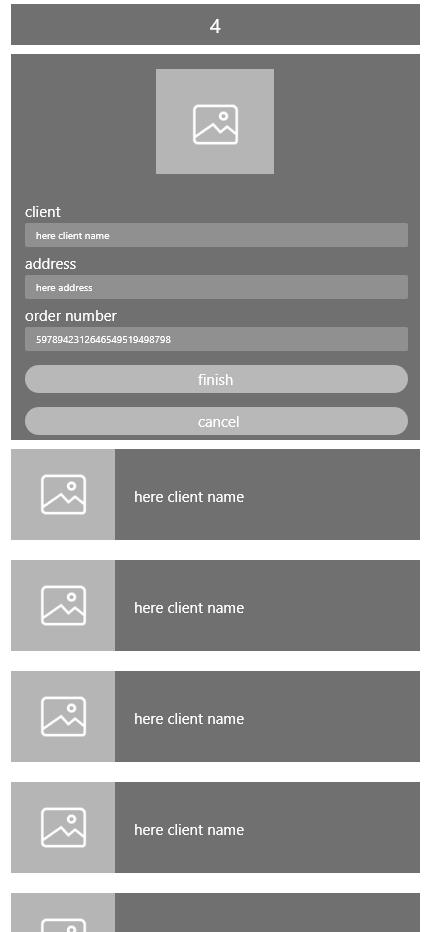 4
client
here client name
address
here address
order number
5978942312646549519498798
finish
cancel
here client name
here client name
here client name
here client name